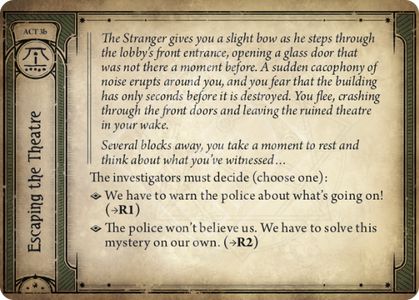 ACT 3b
Escaping the Theatre
The Stranger gives you a slight bow as he steps through
the lobby's front entrance, opening a glass door that
was not there a moment before. A sudden cacophony of
noise erupts around you, and you fear that the building
has only seconds before it is destroyed. You flee, crashing
through the front doors and leaving the ruined theatre
in your wake.
Several blocks away, you take a moment to rest and
think about what you've witnessed…
The investigators must decide (choose one):
We have to warn the police about what's going on!
(→R1)
The police won't believe us. We have to solve this
mystery on our own. (→R2)